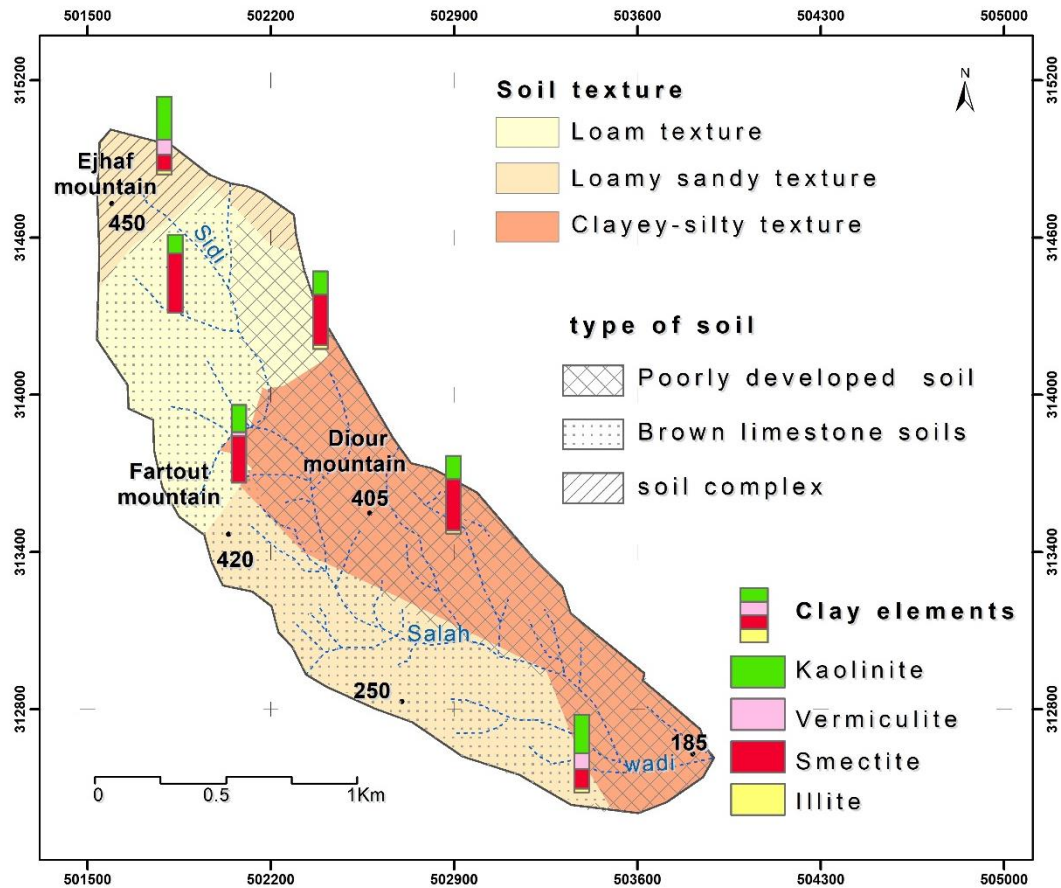 501500 502200 502900 503600 504300 505000
315200
315200
N
Soil texture
Loam texture
Loamy sandy texture
Clayey-silty texture
Ejhaf
mountain
450
Sidi
314600
314600
type of soil
Poorly developed soil
Brown limestone soils
soil complex
314000
314000
Diour
mountain
405
Fartout
mountain
420
313400
313400
Clay elements
Kaolinite
Vermiculite
Smectite
Illite
Salah
250
312800
312800
185
wadi
0 0.5 1Km
501500 502200 502900 503600 504300 505000